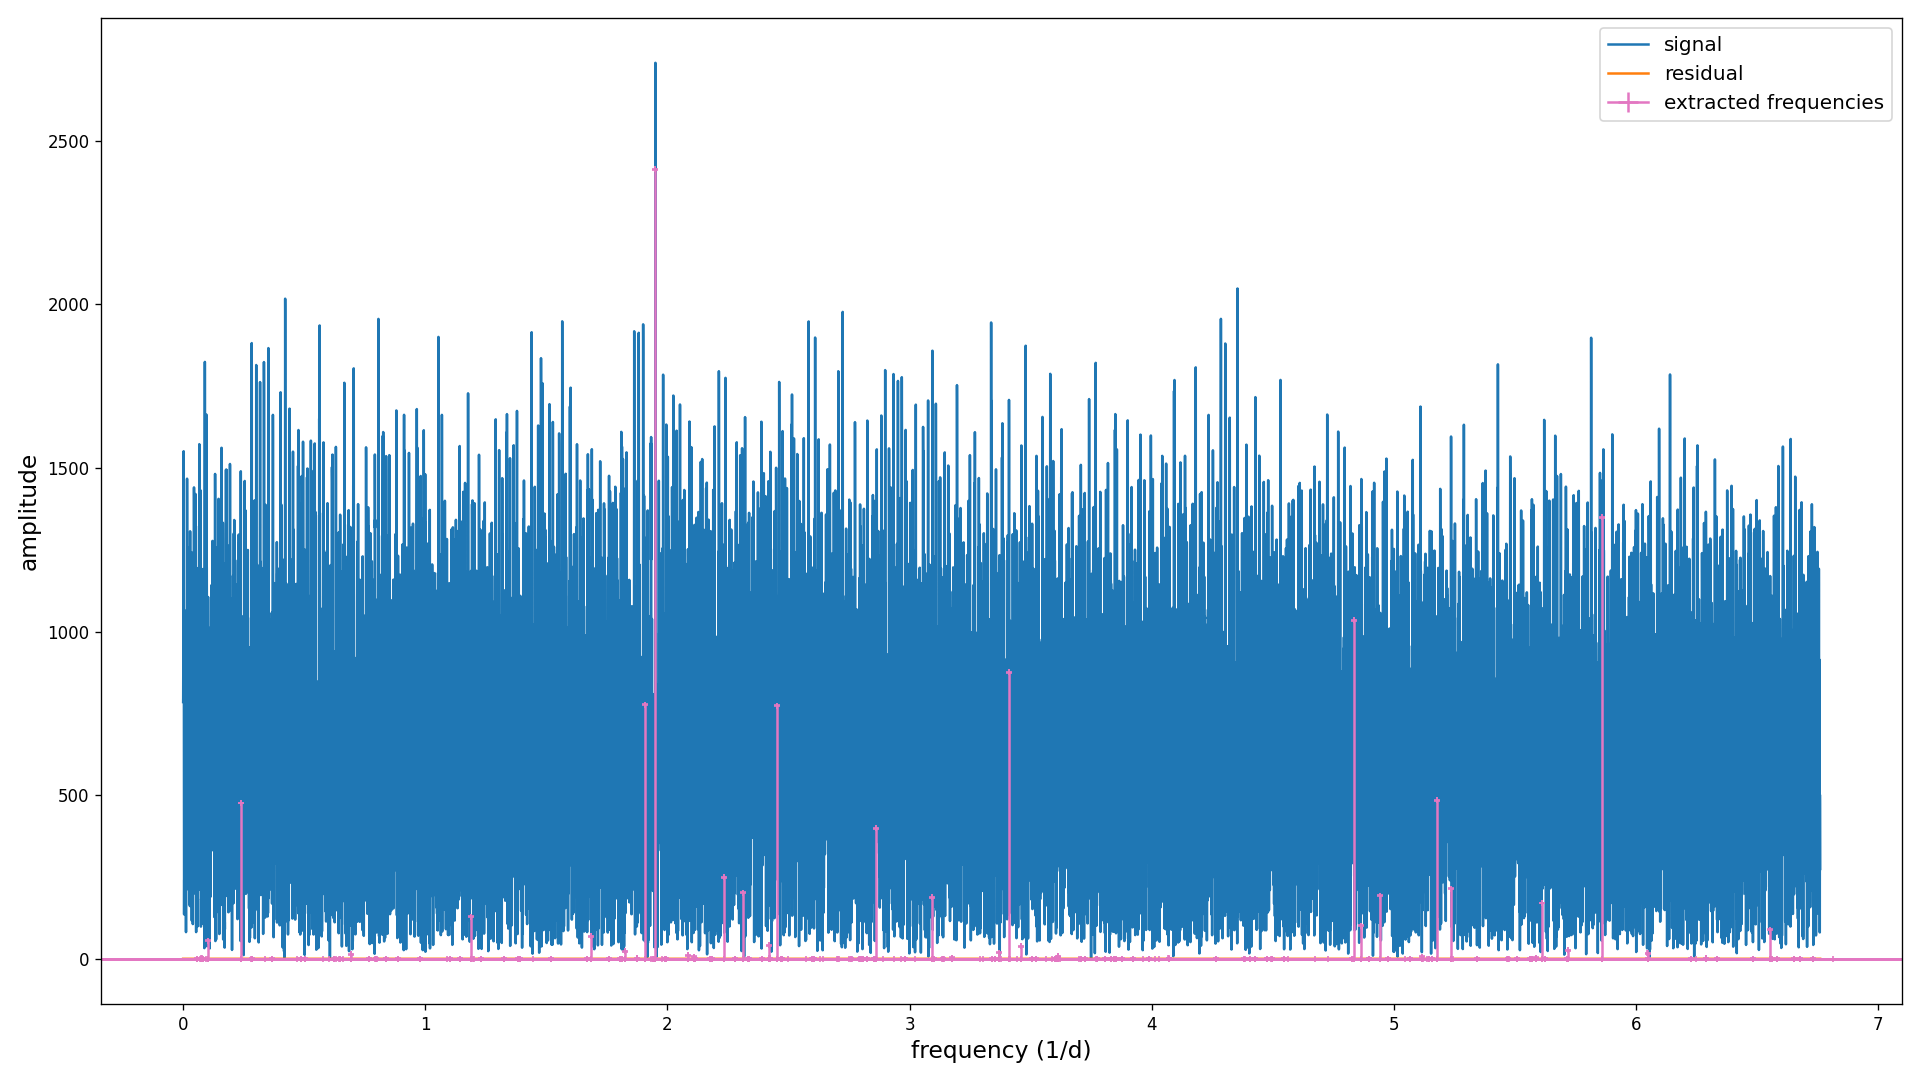 signal
residual
extracted frequencies
amplitude
2500
2000
1500
1000
500
0
0 1 2 3 4 5 6 7
frequency (1/d)